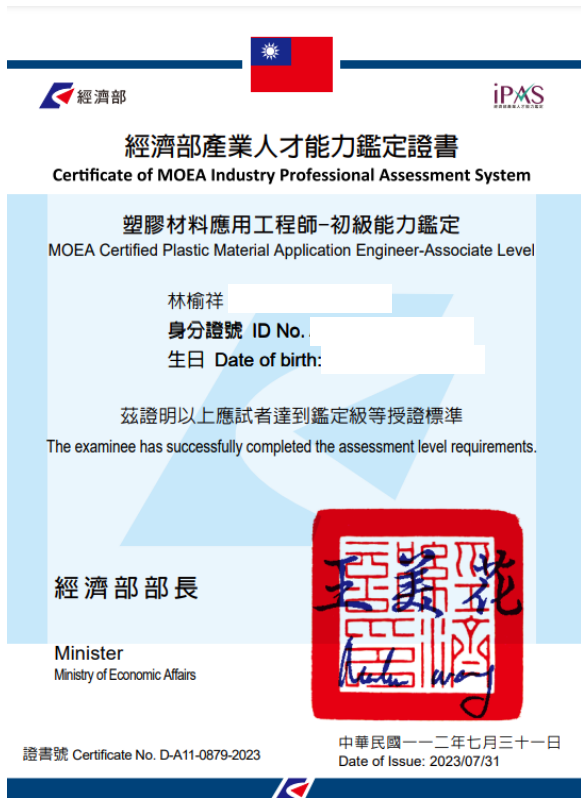 經濟部
iPAS
經濟部產業人才能力鑑定證書
Certificate of MOEA Industry Professional Assessment System
塑膠材料應用工程師-初級能力鑑定
MOEA Certified Plastic Material Application Engineer-Associate Level
林榆祥
身分證號 ID No.
生日 Date of birth:
茲證明以上應試者達到鑑定級等授證標準
The examinee has successfully completed the assessment level requirements.
經濟部部長
王美花
Minister
Ministry of Economic Affairs
證書號 Certificate No. D-A11-0879-2023
中華民國一一二年七月三十一日
Date of Issue: 2023/07/31